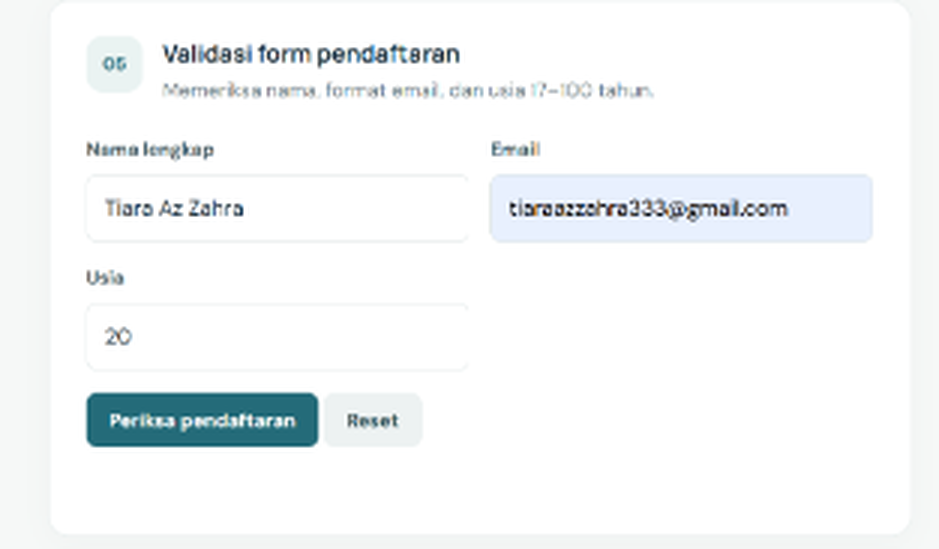 05
Validasi form pendaftaran
Memeriksa nama, format email, dan usia 17–100 tahun.
Nama lengkap
Email
Tiara Az Zahra
tiaraazzahra333@gmail.com
Usia
20
Periksa pendaftaran
Reset